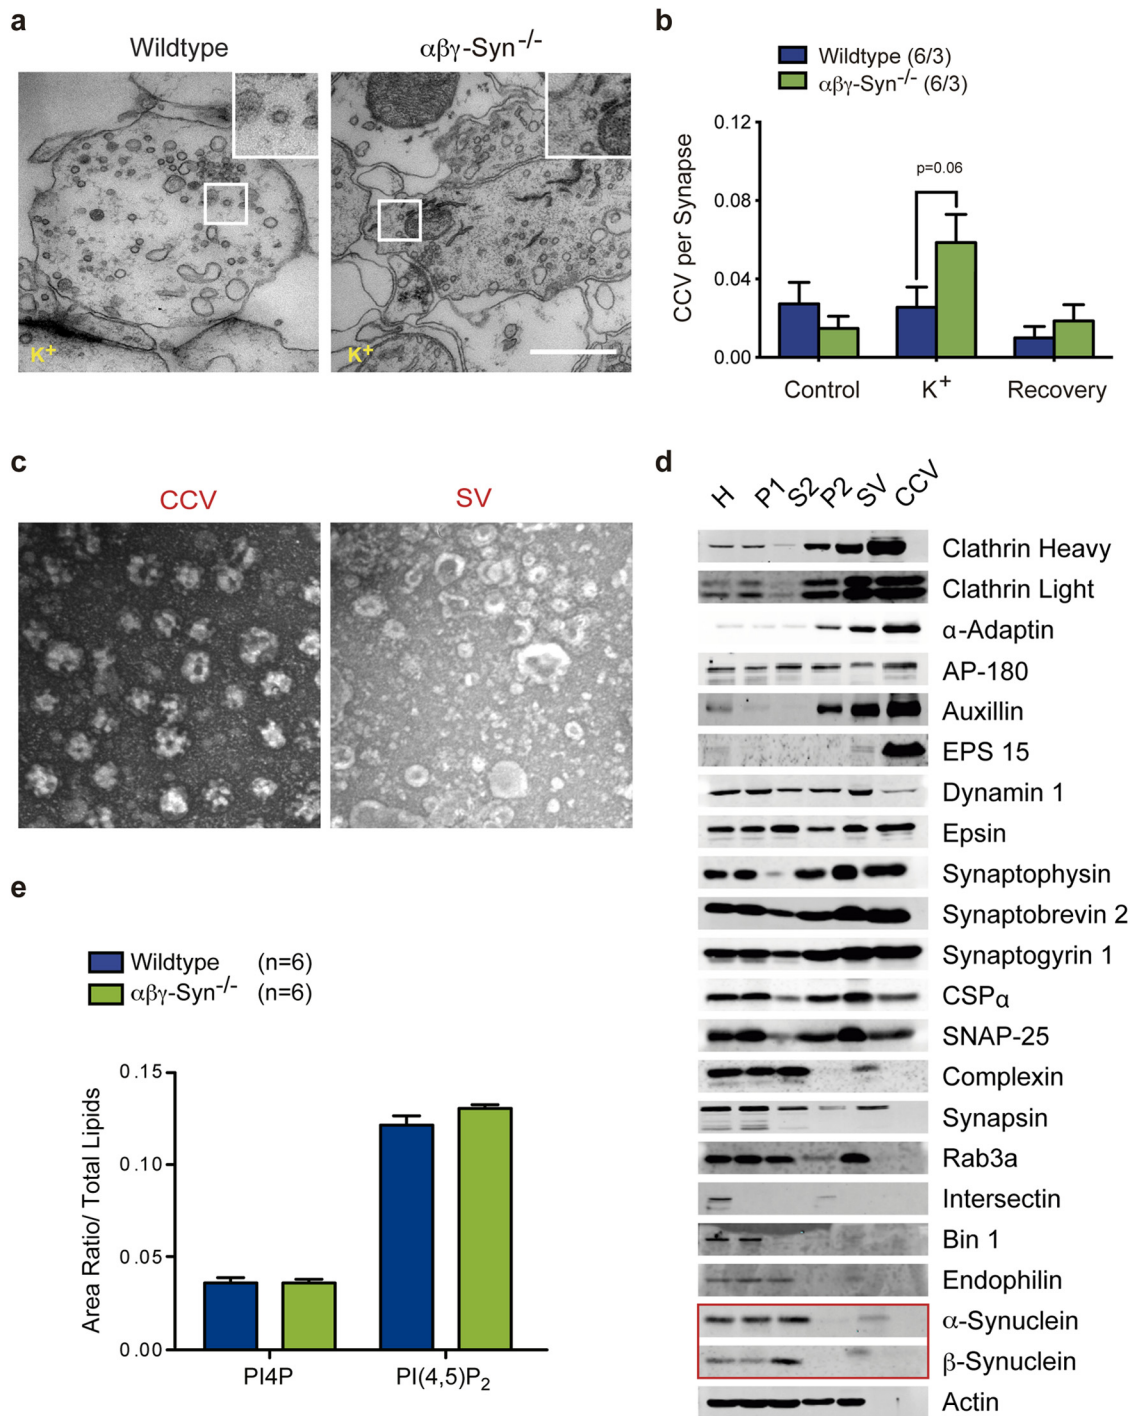 a
Wildtype
αβγ-Syn-/-
K+
K+
b
Wildtype (6/3)
αβγ-Syn-/- (6/3)
CCV per Synapse
0.12
0.08
0.04
0.00
p=0.06
Control
K+
Recovery
c
CCV
SV
d
H P1 S2 P2 SV CCV
Clathrin Heavy
Clathrin Light
α-Adaptin
AP-180
Auxillin
EPS 15
Dynamin 1
Epsin
Synaptophysin
Synaptobrevin 2
Synaptogyrin 1
CSPα
SNAP-25
Complexin
Synapsin
Rab3a
Intersectin
Bin 1
Endophilin
α-Synuclein
β-Synuclein
Actin
e
Wildtype (n=6)
αβγ-Syn-/- (n=6)
Area Ratio/ Total Lipids
0.15
0.10
0.05
0.00
PI4P
PI(4,5)P2